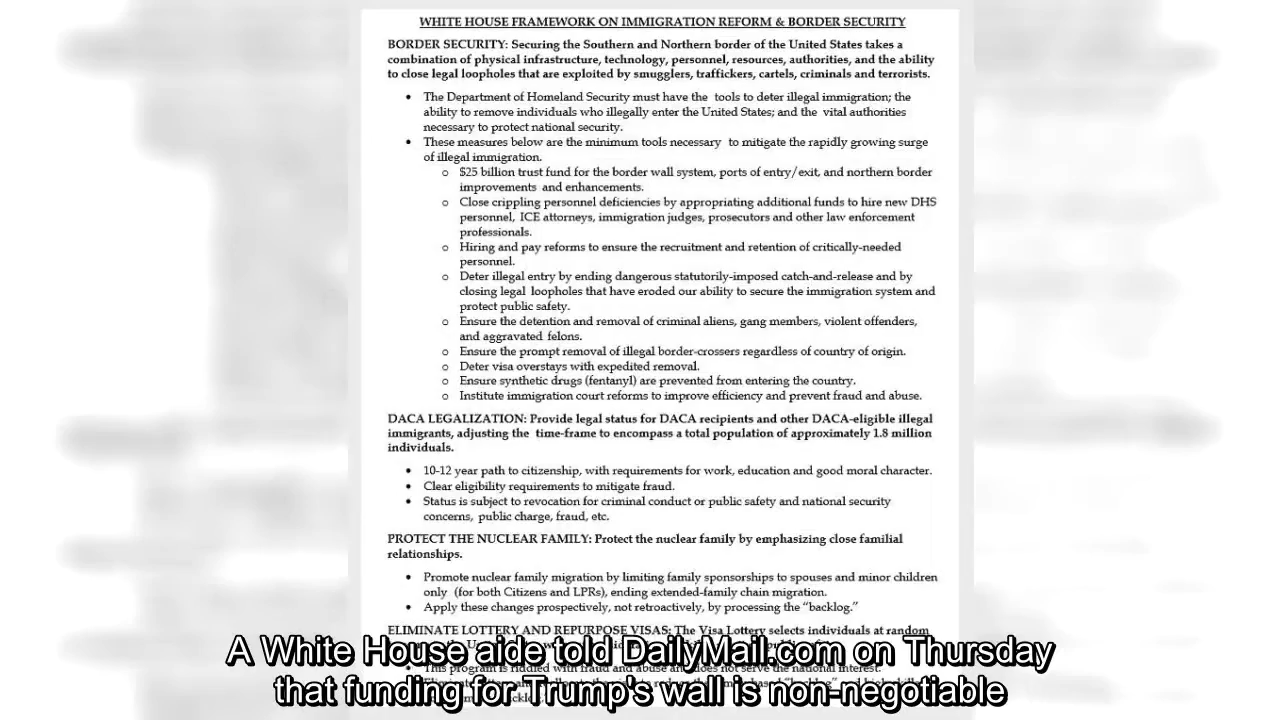 WHITE HOUSE FRAMEWORK ON IMMIGRATION REFORM & BORDER SECURITY
BORDER SECURITY: Securing the Southern and Northern border of the United States takes a
combination of physical infrastructure, technology, personnel, resources, authorities, and the ability
to close legal loopholes that are exploited by smugglers, traffickers, cartels, criminals and terrorists.
• The Department of Homeland Security must have the tools to deter illegal immigration; the
ability to remove individuals who illegally enter the United States; and the vital authorities
necessary to protect national security.
• These measures below are the minimum tools necessary to mitigate the rapidly growing surge
of illegal immigration.
o $25 billion trust fund for the border wall system, ports of entry/exit, and northern border
improvements and enhancements.
o Close crippling personnel deficiencies by appropriating additional funds to hire new DHS
personnel, ICE attorneys, immigration judges, prosecutors and other law enforcement
professionals.
o Hiring and pay reforms to ensure the recruitment and retention of critically-needed
personnel.
o Deter illegal entry by ending dangerous statutorily-imposed catch-and-release and by
closing legal loopholes that have eroded our ability to secure the immigration system and
protect public safety.
o Ensure the detention and removal of criminal aliens, gang members, violent offenders,
and aggravated felons.
o Ensure the prompt removal of illegal border-crossers regardless of country of origin.
o Deter visa overstays with expedited removal.
o Ensure synthetic drugs (fentanyl) are prevented from entering the country.
o Institute immigration court reforms to improve efficiency and prevent fraud and abuse.
DACA LEGALIZATION: Provide legal status for DACA recipients and other DACA-eligible illegal
immigrants, adjusting the time-frame to encompass a total population of approximately 1.8 million
individuals.
• 10-12 year path to citizenship, with requirements for work, education and good moral character.
• Clear eligibility requirements to mitigate fraud.
• Status is subject to revocation for criminal conduct or public safety and national security
concerns, public charge, fraud, etc.
PROTECT THE NUCLEAR FAMILY: Protect the nuclear family by emphasizing close familial
relationships.
• Promote nuclear family migration by limiting family sponsorships to spouses and minor children
only (for both Citizens and LPRs), ending extended-family chain migration.
• Apply these changes prospectively, not retroactively, by processing the "backlog."
ELIMINATE LOTTERY AND REPURPOSE VISAS: The Visa Lottery selects individuals at random
• This program is riddled with fraud and abuse and does not serve the national interest.
A White House aide told DailyMail.com on Thursday
that funding for Trump's wall is non-negotiable